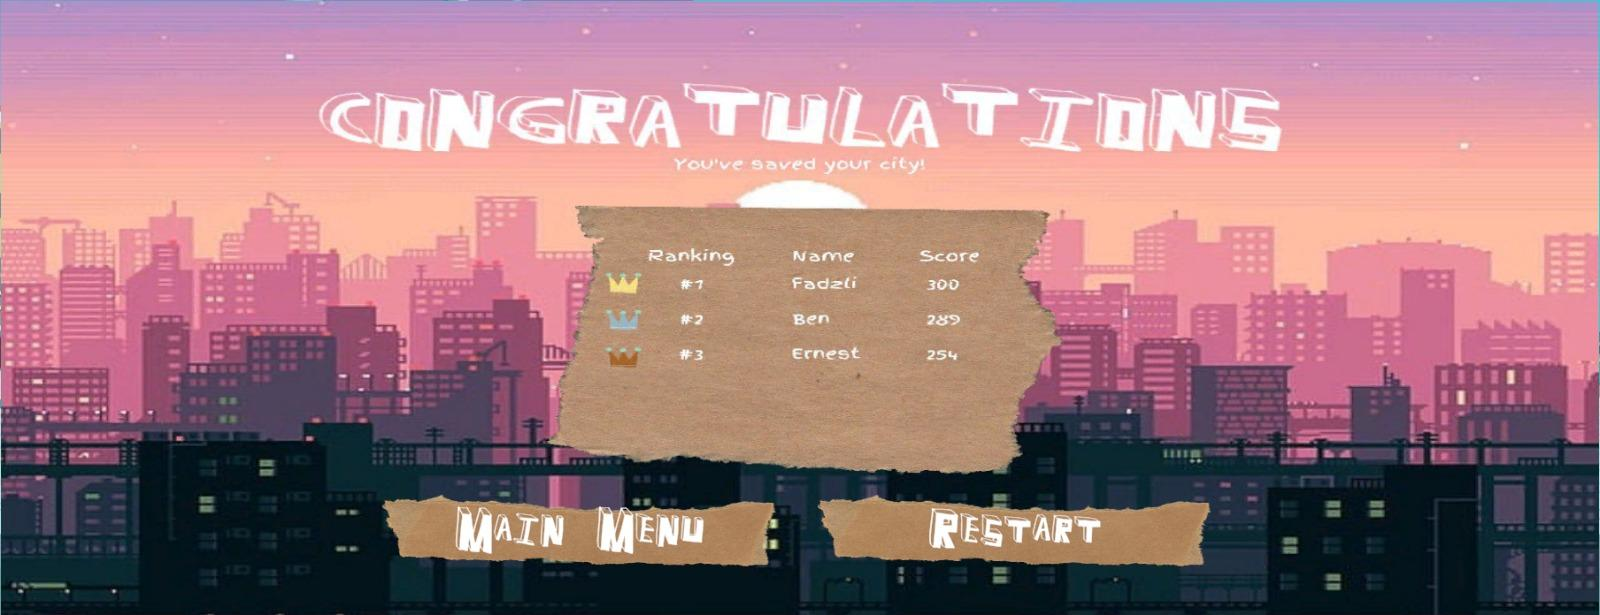 CONGRATULATIONS
You've saved your city!
Ranking Name Score
#1 Fadzli 300
#2 Ben 289
#3 Ernest 254
MAIN MENU RESTART